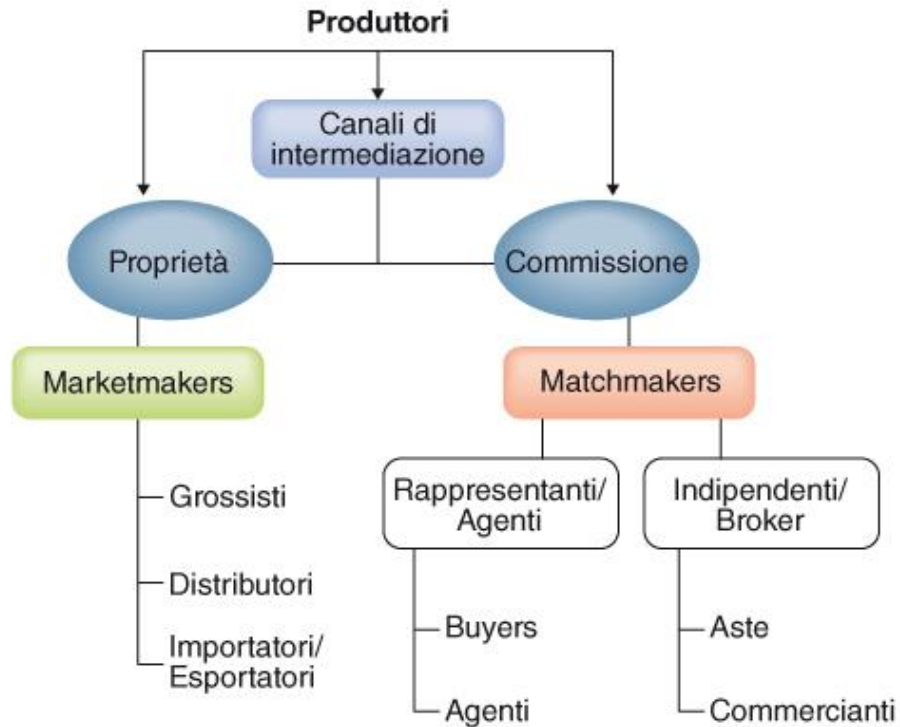 Produttori
Canali di
intermediazione
Proprietà
Commissione
Marketmakers
Matchmakers
Grossisti
Distributori
Importatori/
Esportatori
Rappresentanti/
Agenti
Indipendenti/
Broker
Buyers
Agenti
Aste
Commercianti